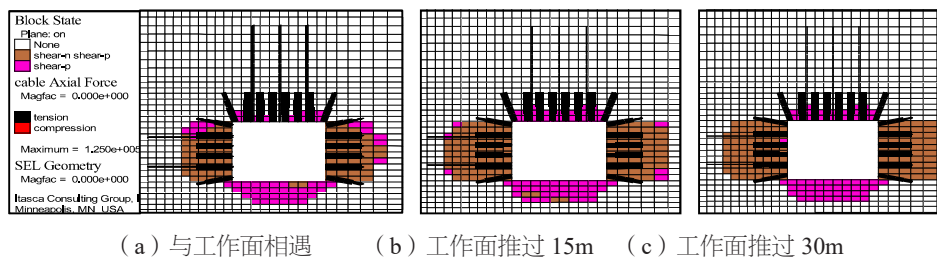 Block State
Plane: on
None
shear-n shear-p
shear-p
cable Axial Force
Magfac = 0.000e+000
tension
compression
Maximum = 1.250e+005
SEL Geometry
Magfac = 0.000e+000
Itasca Consulting Group, I
Minneapolis, MN USA
(a)与工作面相遇
(b)工作面推过 15m
(c)工作面推过 30m